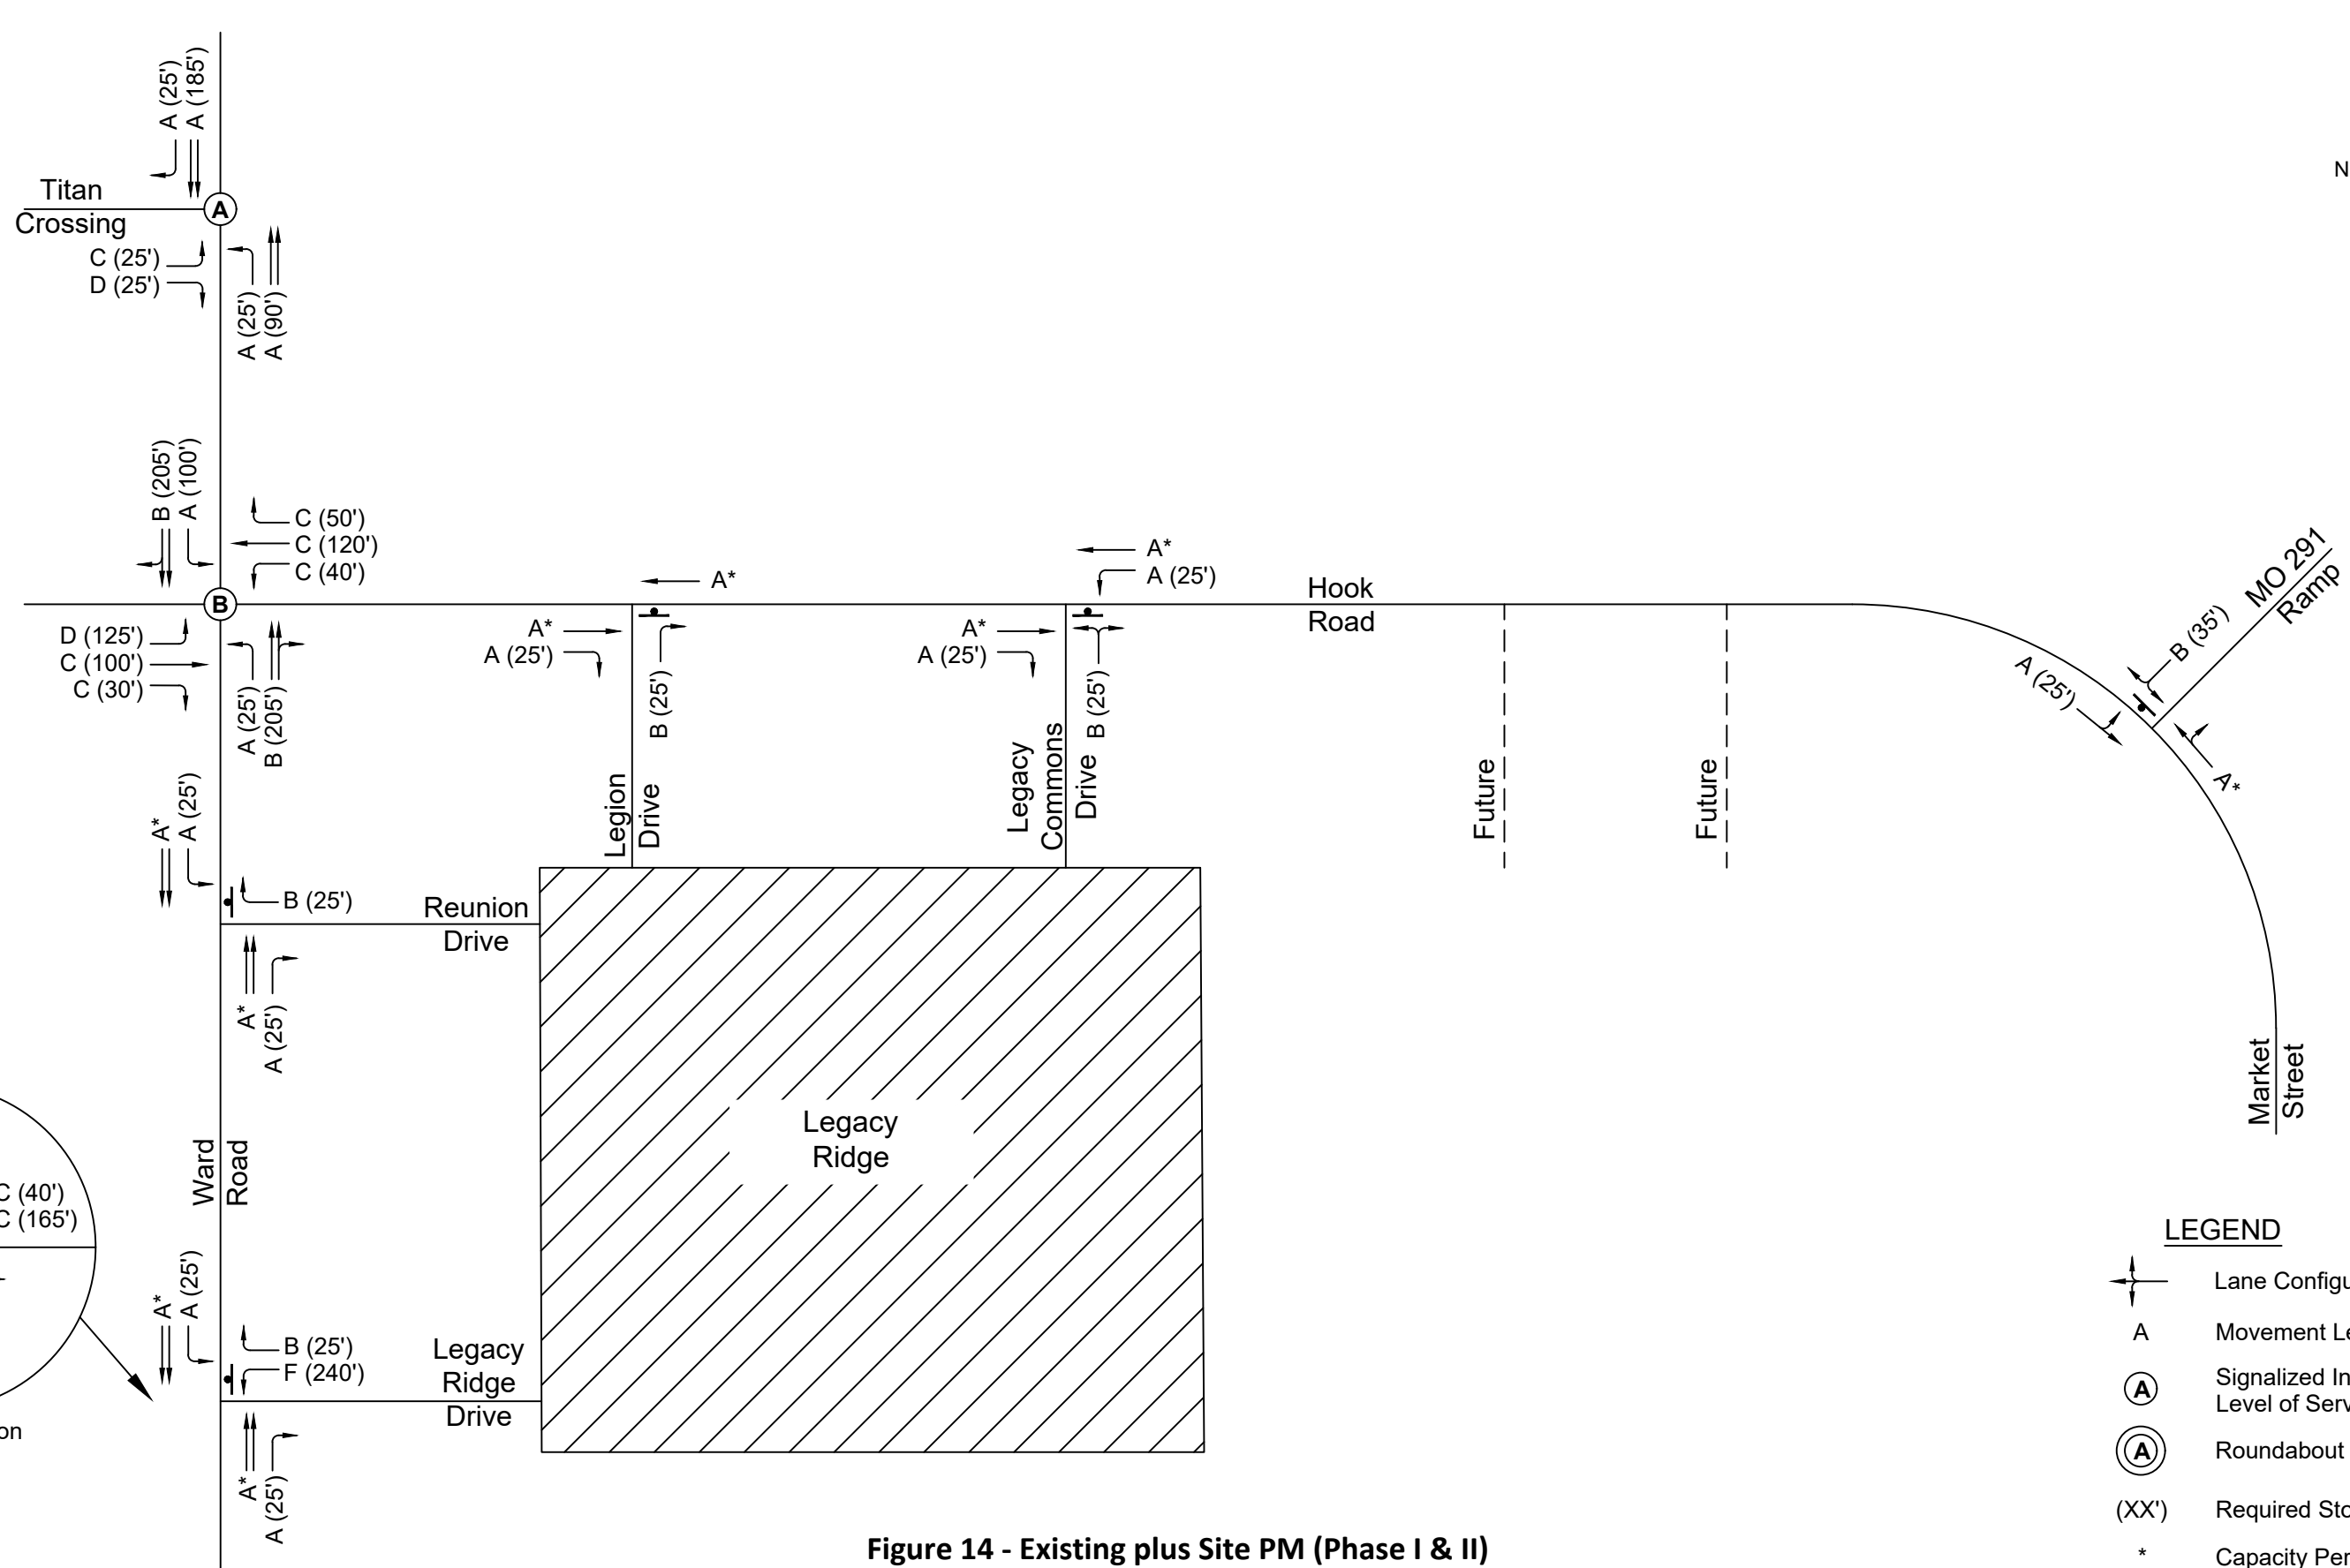 A (25')
A (185')
N
Titan
A
Crossing
C (25')
D (25')
A (25')
A (90')
B (205')
A (100')
C (50')
C (120')
C (40')
B
D (125')
C (100')
C (30')
A (25')
B (205')
A*
A*
A (25')
B (25')
A*
A (25')
A*
A (25')
B (25')
Hook
Road
MO 291
Ramp
B (35')
A (25')
A*
Legion
Drive
Legacy
Commons
Drive
Future
Future
A*
A (25')
B (25')
Reunion
Drive
A*
A (25')
Legacy
Ridge
Market
Street
Ward
Road
C (40')
C (165')
A*
A (25')
B (25')
F (240')
Legacy
Ridge
Drive
A*
A (25')
on
LEGEND
Lane Configu
A Movement Le
A Signalized In
Level of Serv
A Roundabout
(XX') Required Sto
* Capacity Per
Figure 14 - Existing plus Site PM (Phase I & II)